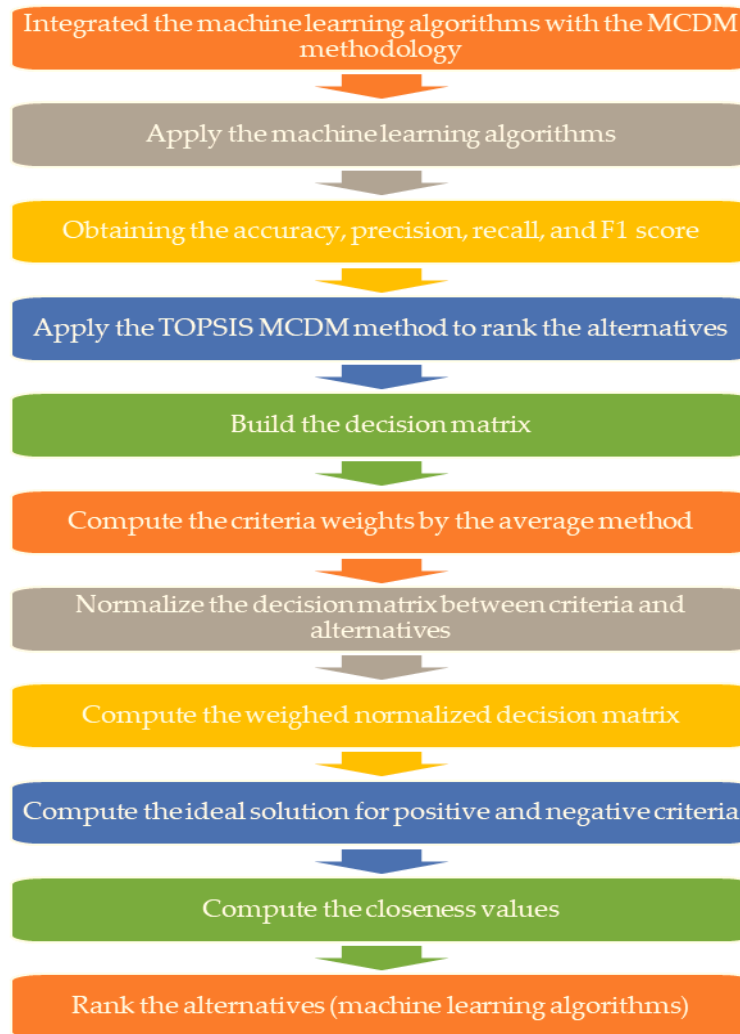 Integrated the machine learning algorithms with the MCDM
methodology
Apply the machine learning algorithms
Obtaining the accuracy, precision, recall, and F1 score
Apply the TOPSIS MCDM method to rank the alternatives
Build the decision matrix
Compute the criteria weights by the average method
Normalize the decision matrix between criteria and
alternatives
Compute the weighed normalized decision matrix
Compute the ideal solution for positive and negative criteria
Compute the closeness values
Rank the alternatives (machine learning algorithms)